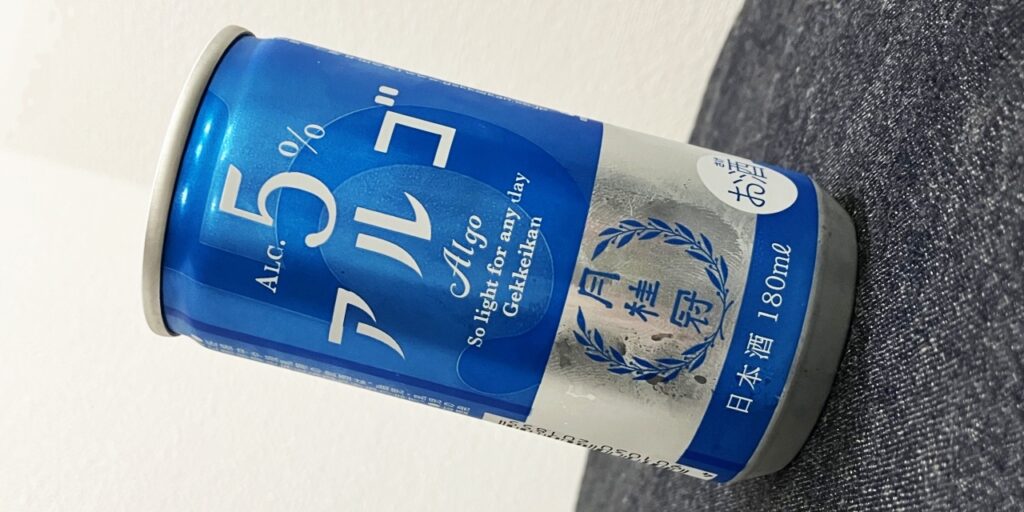 ALC. 5%
アルゴ
Algo
So light for any day
Gekkeikan
月桂冠
お酒
日本酒 180ml